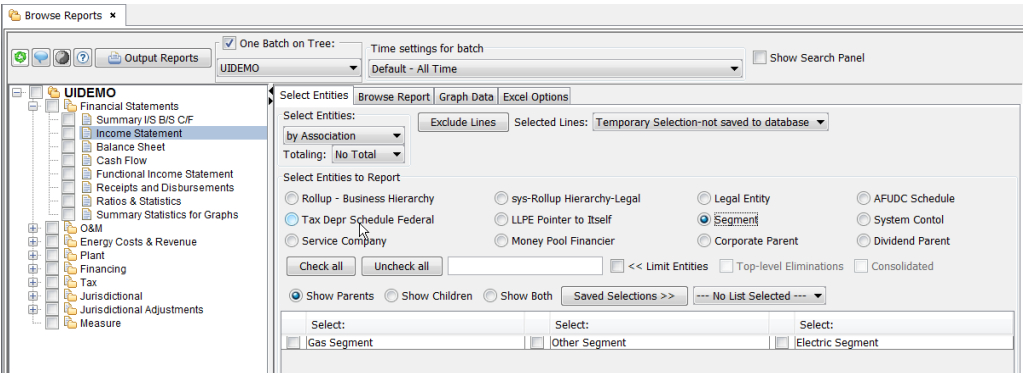 Browse Reports ×
Output Reports
One Batch on Tree:
UIDEMO
Time settings for batch
Default - All Time
Show Search Panel
UIDEMO
Financial Statements
Summary I/S B/S C/F
Income Statement
Balance Sheet
Cash Flow
Functional Income Statement
Receipts and Disbursements
Ratios & Statistics
Summary Statistics for Graphs
O&M
Energy Costs & Revenue
Plant
Financing
Tax
Jurisdictional
Jurisdictional Adjustments
Measure
Select Entities Browse Report Graph Data Excel Options
Select Entities:
by Association
Totaling: No Total
Exclude Lines Selected Lines: Temporary Selection-not saved to database
Select Entities to Report
Rollup - Business Hierarchy sys-Rollup Hierarchy-Legal Legal Entity AFUDC Schedule
Tax Depr Schedule Federal LLPE Pointer to Itself Segment System Contol
Service Company Money Pool Financier Corporate Parent Dividend Parent
Check all Uncheck all << Limit Entities Top-level Eliminations Consolidated
Show Parents Show Children Show Both Saved Selections >> --- No List Selected ---
Select: Select: Select:
Gas Segment Other Segment Electric Segment